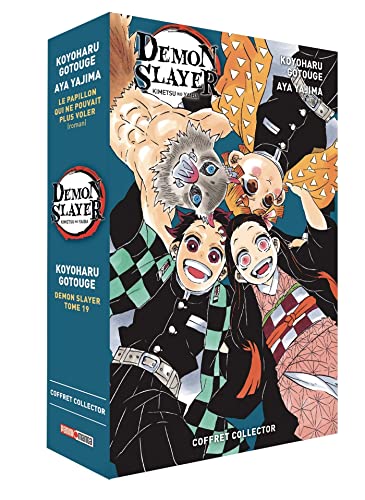 KOYOHARU
GOTOUGE
AYA YAJIMA
LE PAPILLON
QUI NE POUVAIT
PLUS VOLER
(roman)
DEMON
SLAYER
KIMETSU NO YAIBA
KOYOHARU
GOTOUGE
DEMON SLAYER
TOME 19
COFFRET COLLECTOR
PANINI manga
DEMON
SLAYER
KIMETSU NO YAIBA
KOYOHARU
GOTOUGE
AYA YAJIMA
COFFRET COLLECTOR